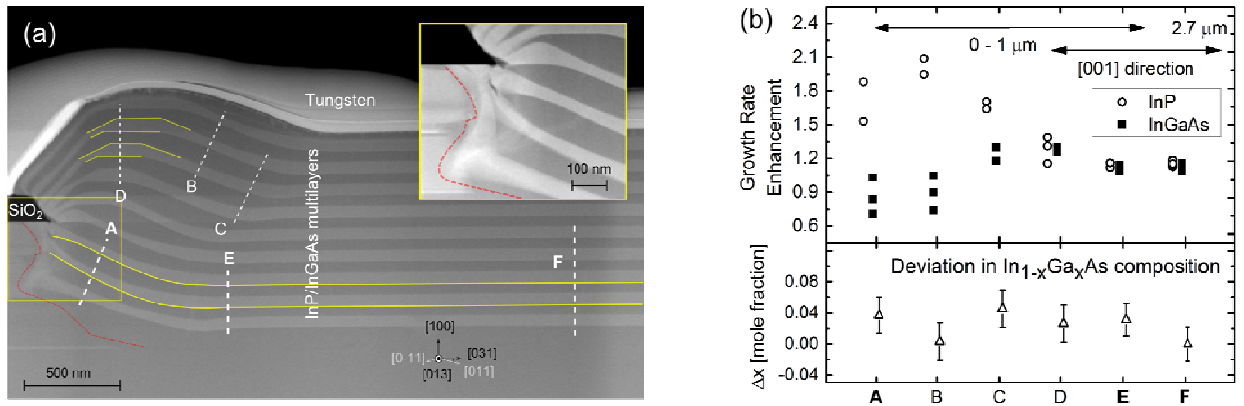 (a)
Tungsten
100 nm
D
B
C
SiO2
A
E
F
InP/InGaAs multilayers
[100]
[0 11]
[031]
[013]
[011]
500 nm
(b)
2.4
2.1
1.8
1.5
1.2
0.9
0.6
Growth Rate
Enhancement
0 - 1 μm
2.7 μm
[001] direction
InP
InGaAs
Deviation in In1-xGaxAs composition
0.08
0.04
0.00
-0.04
Δx [mole fraction]
A B C D E F